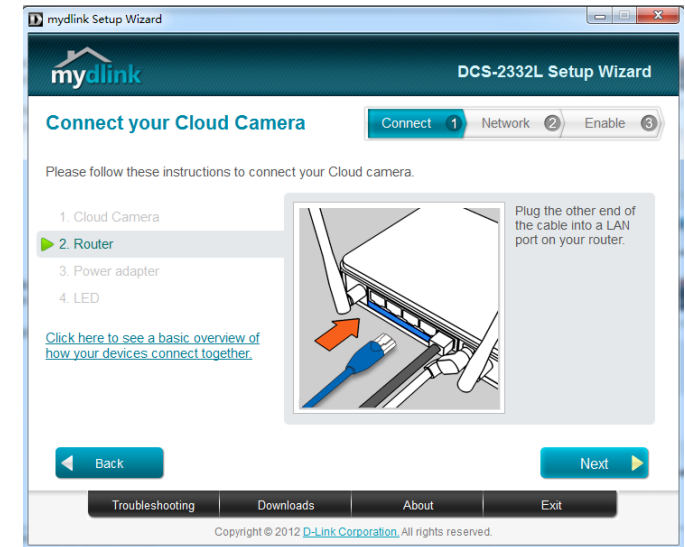 mydlink Setup Wizard
mydlink
DCS-2332L Setup Wizard
Connect your Cloud Camera
Connect 1 Network 2 Enable 3
Please follow these instructions to connect your Cloud camera.
1. Cloud Camera
2. Router
3. Power adapter
4. LED
Click here to see a basic overview of
how your devices connect together.
Plug the other end of
the cable into a LAN
port on your router.
Back
Next
Troubleshooting Downloads About Exit
Copyright © 2012 D-Link Corporation. All rights reserved.